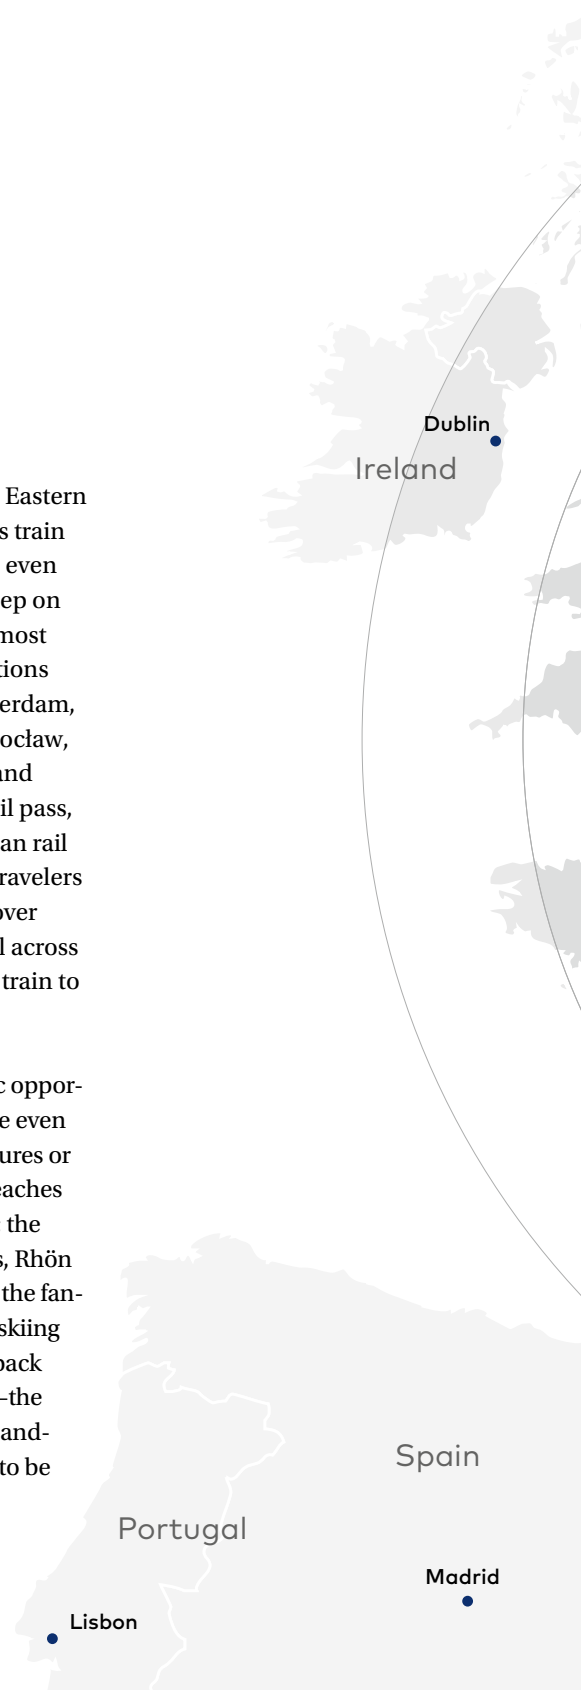 Eastern
s train
even
ep on
most
tions
erdam,
ocław,
and
il pass,
an rail
ravelers
over
l across
train to
c oppor-
e even
ures or
eaches
the
s, Rhön
the fan-
skiing
back
–the
and-
to be
Dublin
Ireland
Spain
Portugal
Madrid
Lisbon